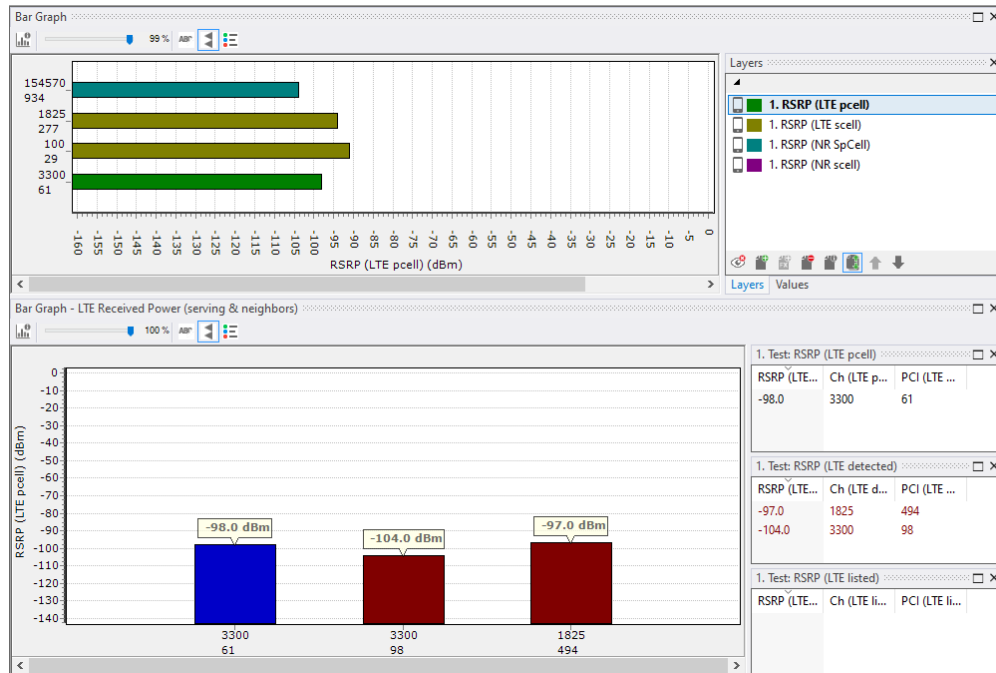 Bar Graph
99 %
ABC
154570
934
1825
277
100
29
3300
61
-160
-155
-150
-145
-140
-135
-130
-125
-120
-115
-110
-105
-100
-95
-90
-85
-80
-75
-70
-65
-60
-55
-50
-45
-40
-35
-30
-25
-20
-15
-10
-5
0
RSRP (LTE pcell) (dBm)
Layers
1. RSRP (LTE pcell)
1. RSRP (LTE scell)
1. RSRP (NR SpCell)
1. RSRP (NR scell)
Layers Values
Bar Graph - LTE Received Power (serving & neighbors)
100 %
ABC
RSRP (LTE pcell) (dBm)
0
-10
-20
-30
-40
-50
-60
-70
-80
-90
-100
-110
-120
-130
-140
-98.0 dBm
-104.0 dBm
-97.0 dBm
3300 3300 1825
61 98 494
1. Test: RSRP (LTE pcell)
RSRP (LTE... Ch (LTE p... PCI (LTE ...
-98.0 3300 61
1. Test: RSRP (LTE detected)
RSRP (LTE... Ch (LTE d... PCI (LTE ...
-97.0 1825 494
-104.0 3300 98
1. Test: RSRP (LTE listed)
RSRP (LTE... Ch (LTE li... PCI (LTE li...